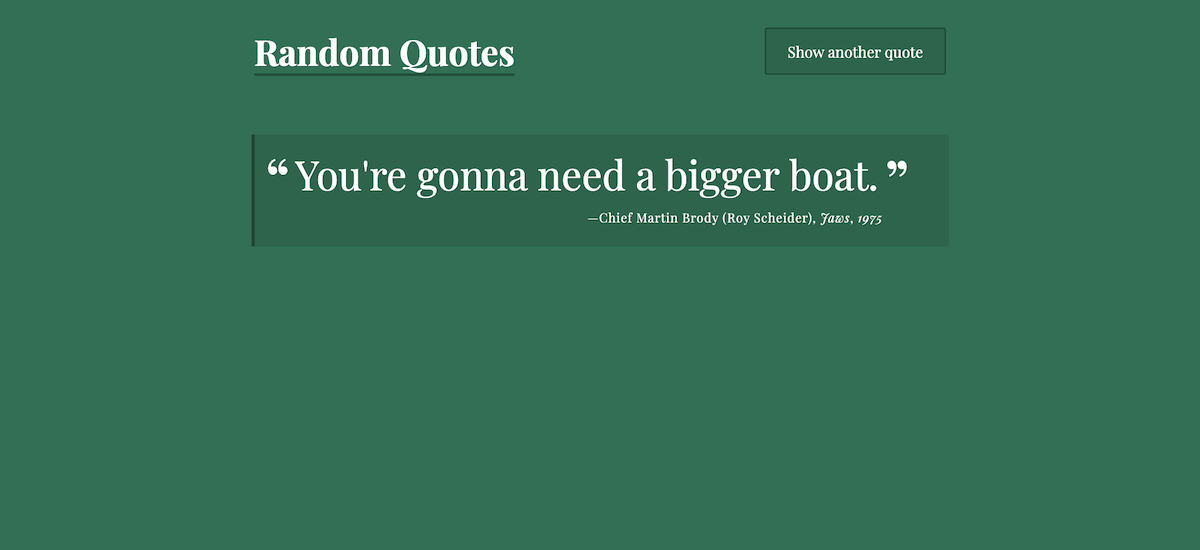 Random Quotes
Show another quote
“ You're gonna need a bigger boat. ”
—Chief Martin Brody (Roy Scheider), Jaws, 1975